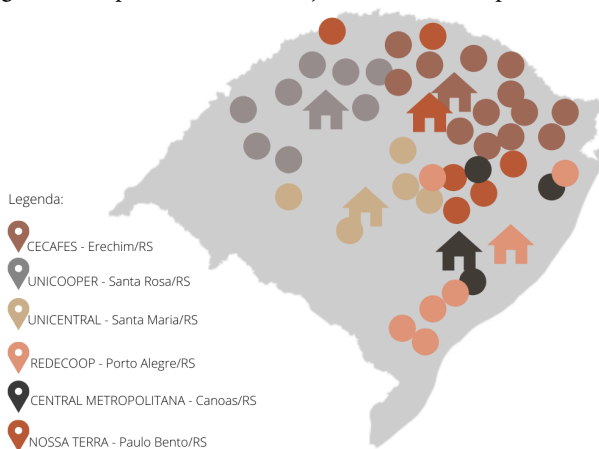 Legenda:
CECAFES - Erechim/RS
UNICOOPER - Santa Rosa/RS
UNICENTRAL - Santa Maria/RS
REDECOOP - Porto Alegre/RS
CENTRAL METROPOLITANA - Canoas/RS
NOSSA TERRA - Paulo Bento/RS